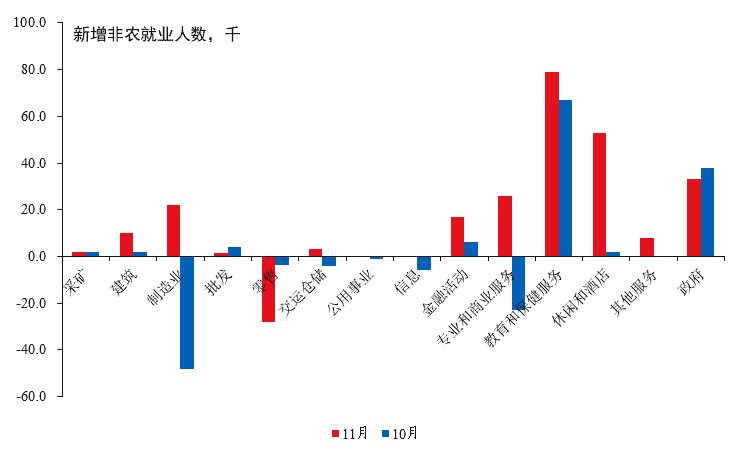 新增非农就业人数，千
100.0
80.0
60.0
40.0
20.0
0.0
-20.0
-40.0
-60.0
采矿
建筑
制造业
批发
零售
交运仓储
公用事业
信息
金融活动
专业和商业服务
教育和保健服务
休闲和酒店
其他服务
政府
11月
10月